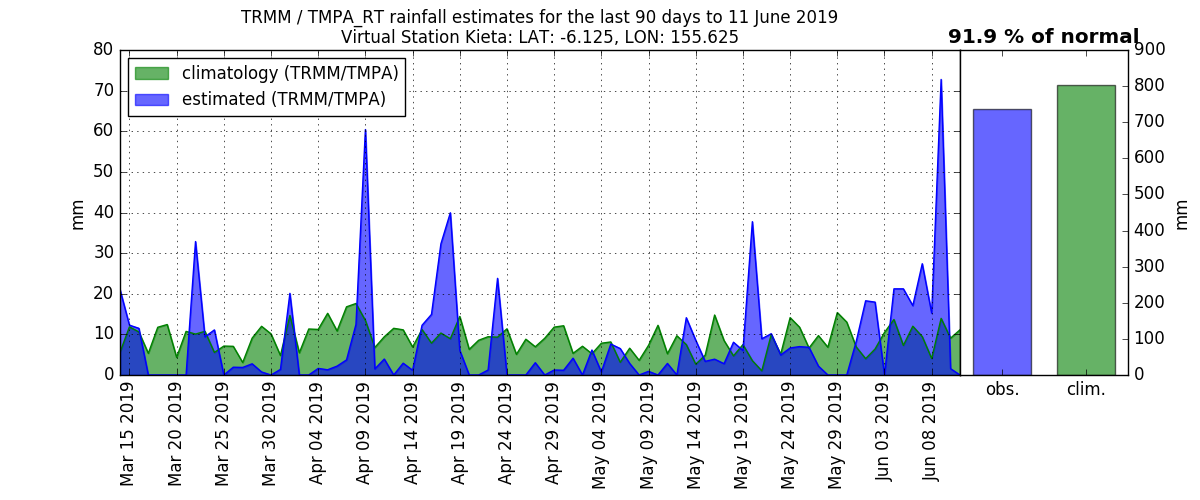 TRMM / TMPA_RT rainfall estimates for the last 90 days to 11 June 2019
Virtual Station Kieta: LAT: -6.125, LON: 155.625
91.9 % of normal
climatology (TRMM/TMPA)
estimated (TRMM/TMPA)
mm
80
70
60
50
40
30
20
10
0
Mar 15 2019
Mar 20 2019
Mar 25 2019
Mar 30 2019
Apr 04 2019
Apr 09 2019
Apr 14 2019
Apr 19 2019
Apr 24 2019
Apr 29 2019
May 04 2019
May 09 2019
May 14 2019
May 19 2019
May 24 2019
May 29 2019
Jun 03 2019
Jun 08 2019
obs.
clim.
900
800
700
600
500
400
300
200
100
0
mm